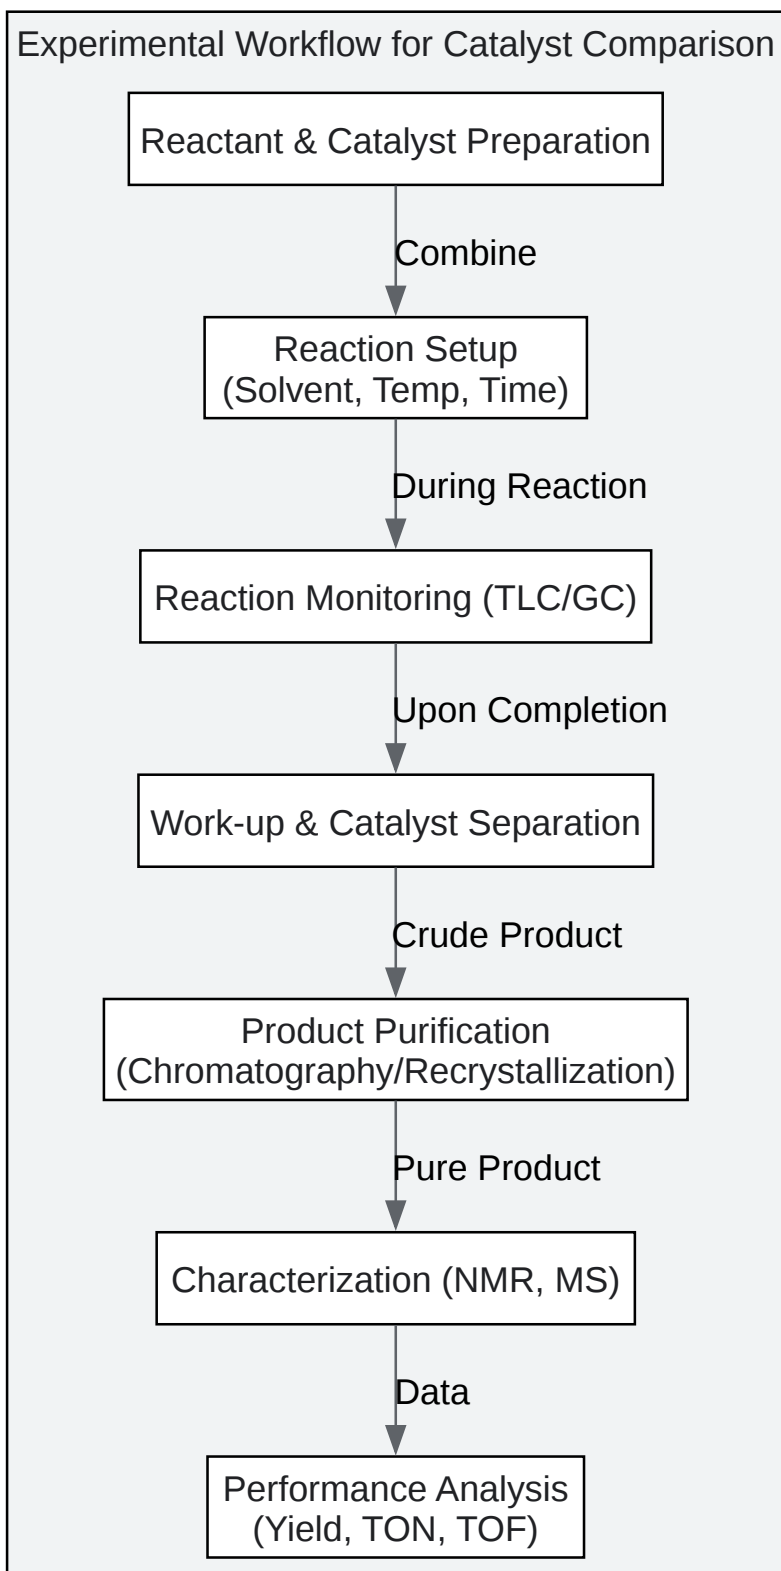 Experimental Workflow for Catalyst Comparison
Reactant & Catalyst Preparation
Combine
Reaction Setup
(Solvent, Temp, Time)
During Reaction
Reaction Monitoring (TLC/GC)
Upon Completion
Work-up & Catalyst Separation
Crude Product
Product Purification
(Chromatography/Recrystallization)
Pure Product
Characterization (NMR, MS)
Data
Performance Analysis
(Yield, TON, TOF)